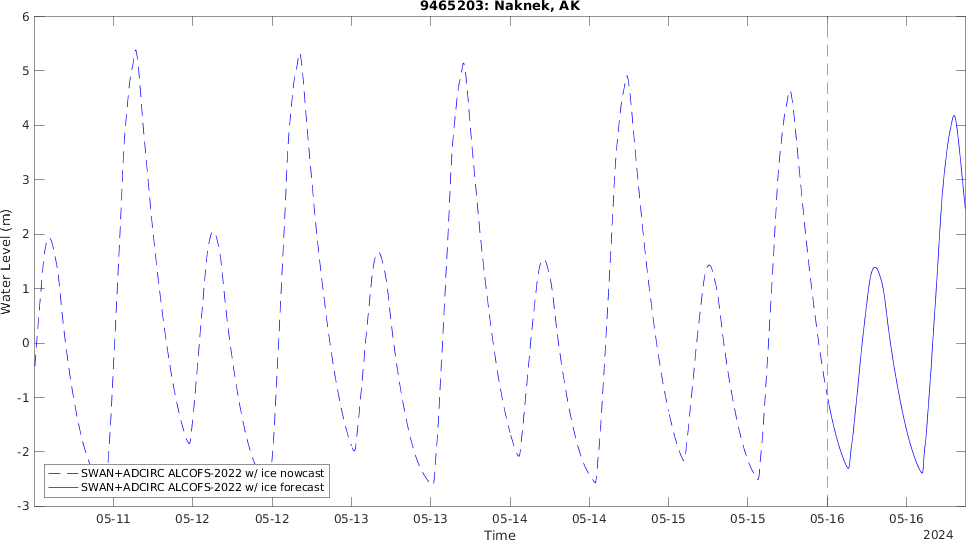 9465203: Naknek, AK
6
5
4
3
2
1
0
-1
-2
-3
Water Level (m)
SWAN+ADCIRC ALCOFS-2022 w/ ice nowcast
SWAN+ADCIRC ALCOFS-2022 w/ ice forecast
05-11 05-12 05-12 05-13 05-13 05-14 05-14 05-15 05-15 05-16 05-16
Time
2024